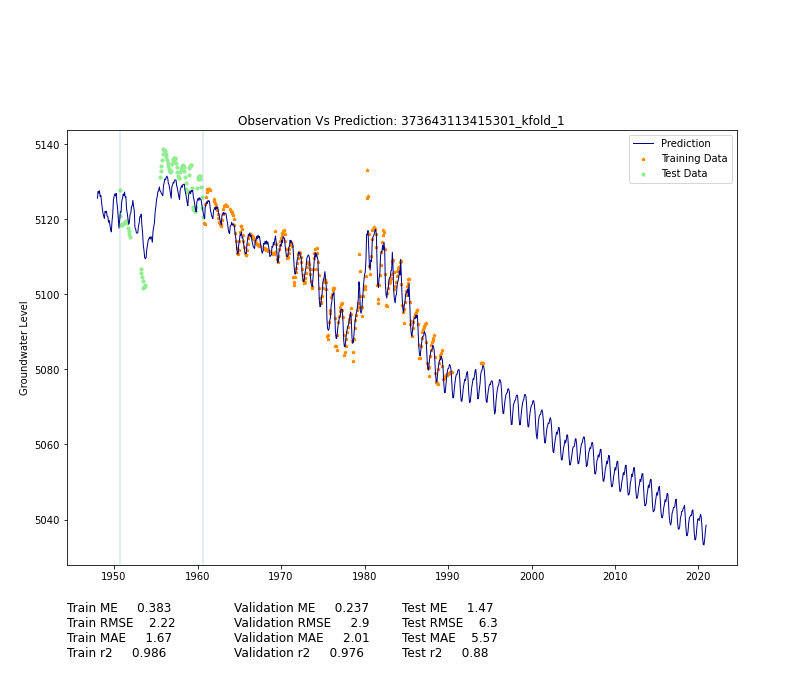 Observation Vs Prediction: 373643113415301_kfold_1
Prediction
Training Data
Test Data
Groundwater Level
5140
5120
5100
5080
5060
5040
1950 1960 1970 1980 1990 2000 2010 2020
Train ME 0.383 Validation ME 0.237 Test ME 1.47
Train RMSE 2.22 Validation RMSE 2.9 Test RMSE 6.3
Train MAE 1.67 Validation MAE 2.01 Test MAE 5.57
Train r2 0.986 Validation r2 0.976 Test r2 0.88